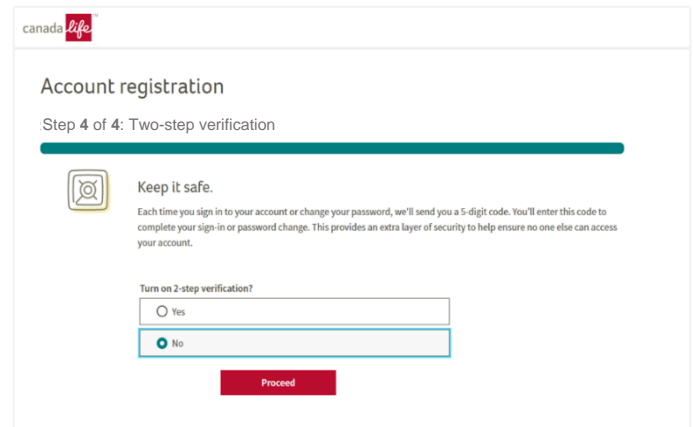 canada life™
Account registration
Step 4 of 4: Two-step verification
Keep it safe.
Each time you sign in to your account or change your password, we'll send you a 5-digit code. You'll enter this code to
complete your sign-in or password change. This provides an extra layer of security to help ensure no one else can access
your account.
Turn on 2-step verification?
Yes
No
Proceed